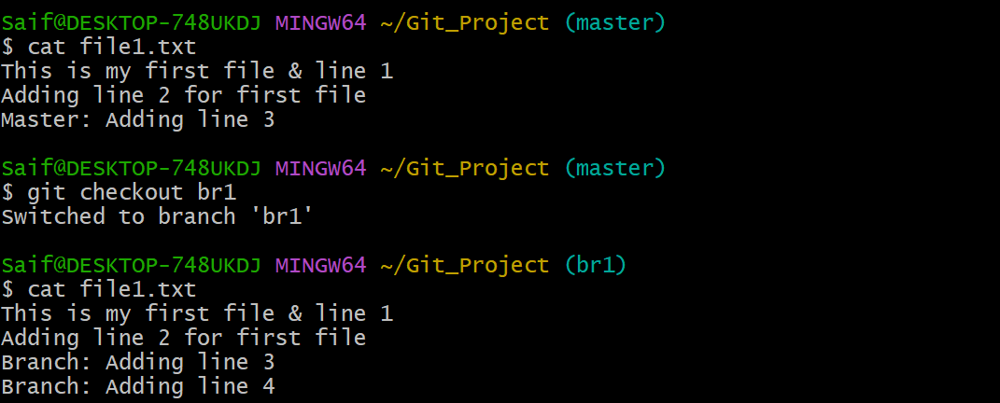 Saif@DESKTOP-748UKDJ MINGW64 ~/Git_Project (master)
$ cat file1.txt
This is my first file & line 1
Adding line 2 for first file
Master: Adding line 3
Saif@DESKTOP-748UKDJ MINGW64 ~/Git_Project (master)
$ git checkout br1
Switched to branch 'br1'
Saif@DESKTOP-748UKDJ MINGW64 ~/Git_Project (br1)
$ cat file1.txt
This is my first file & line 1
Adding line 2 for first file
Branch: Adding line 3
Branch: Adding line 4